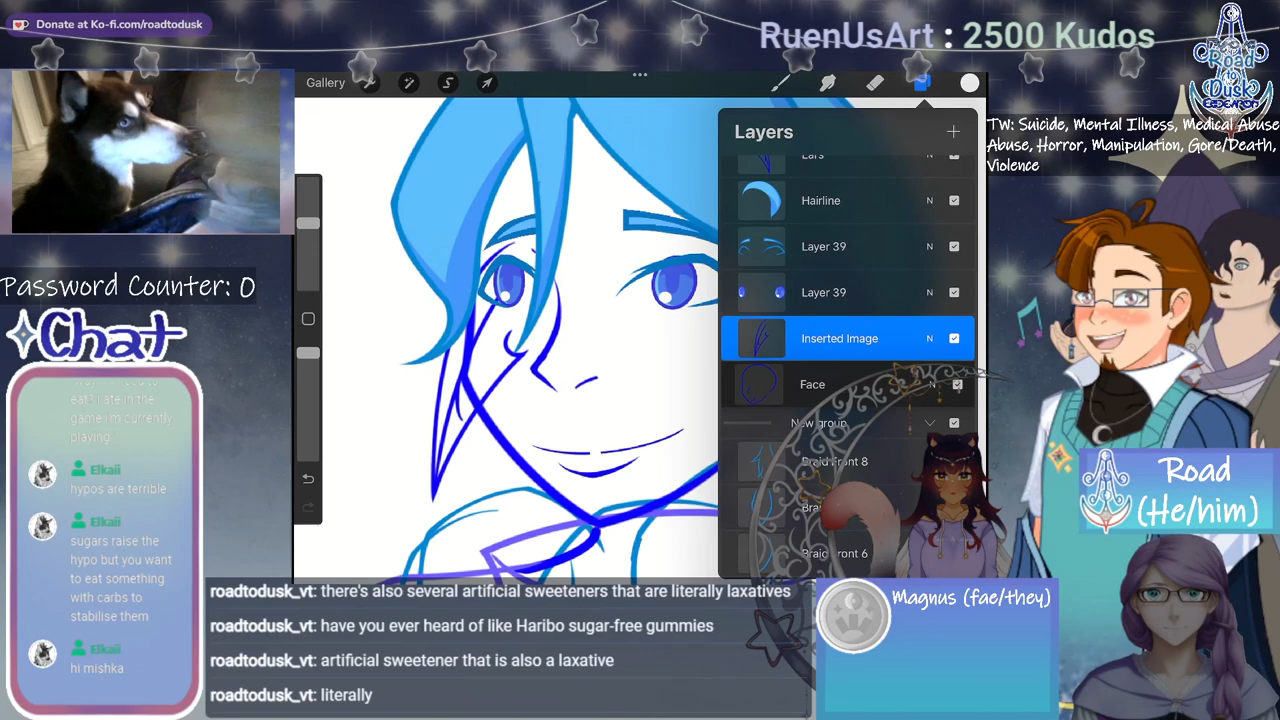 Donate at Ko-fi.com/roadtodusk
RuenUsArt : 2500 Kudos
Road
to
Dusk
Gallery
Layers
TW: Suicide, Mental Illness, Medical Abuse
Abuse, Horror, Manipulation, Gore/Death,
Violence
Ears
N
Hairline
N
Layer 39
N
Layer 39
N
Inserted Image
N
Face
N
New group
Braid Front 8
Braid Front 6
Password Counter: 0
Chat
eat? late in the
game i'm currently
playing
Elkaii
hypos are terrible
Elkaii
sugars raise the
hypo but you want
to eat something
with carbs to
stabilise them
Elkaii
hi mishka
roadtodusk_vt: there's also several artificial sweeteners that are literally laxatives
roadtodusk_vt: have you ever heard of like Haribo sugar-free gummies
roadtodusk_vt: artificial sweetener that is also a laxative
roadtodusk_vt: literally
Road
(He/him)
Magnus (fae/they)